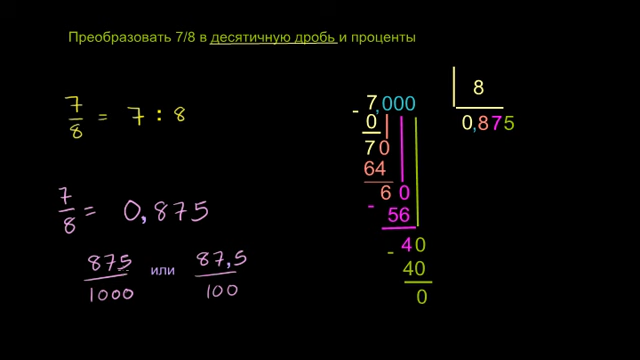 Преобразовать 7/8 в десятичную дробь и проценты
7/8 = 7 : 8
7/8 = 0,875
875/1000 или 87,5/100
- 7,000 8
0 0,875
70
64
60
- 56
40
- 40
0